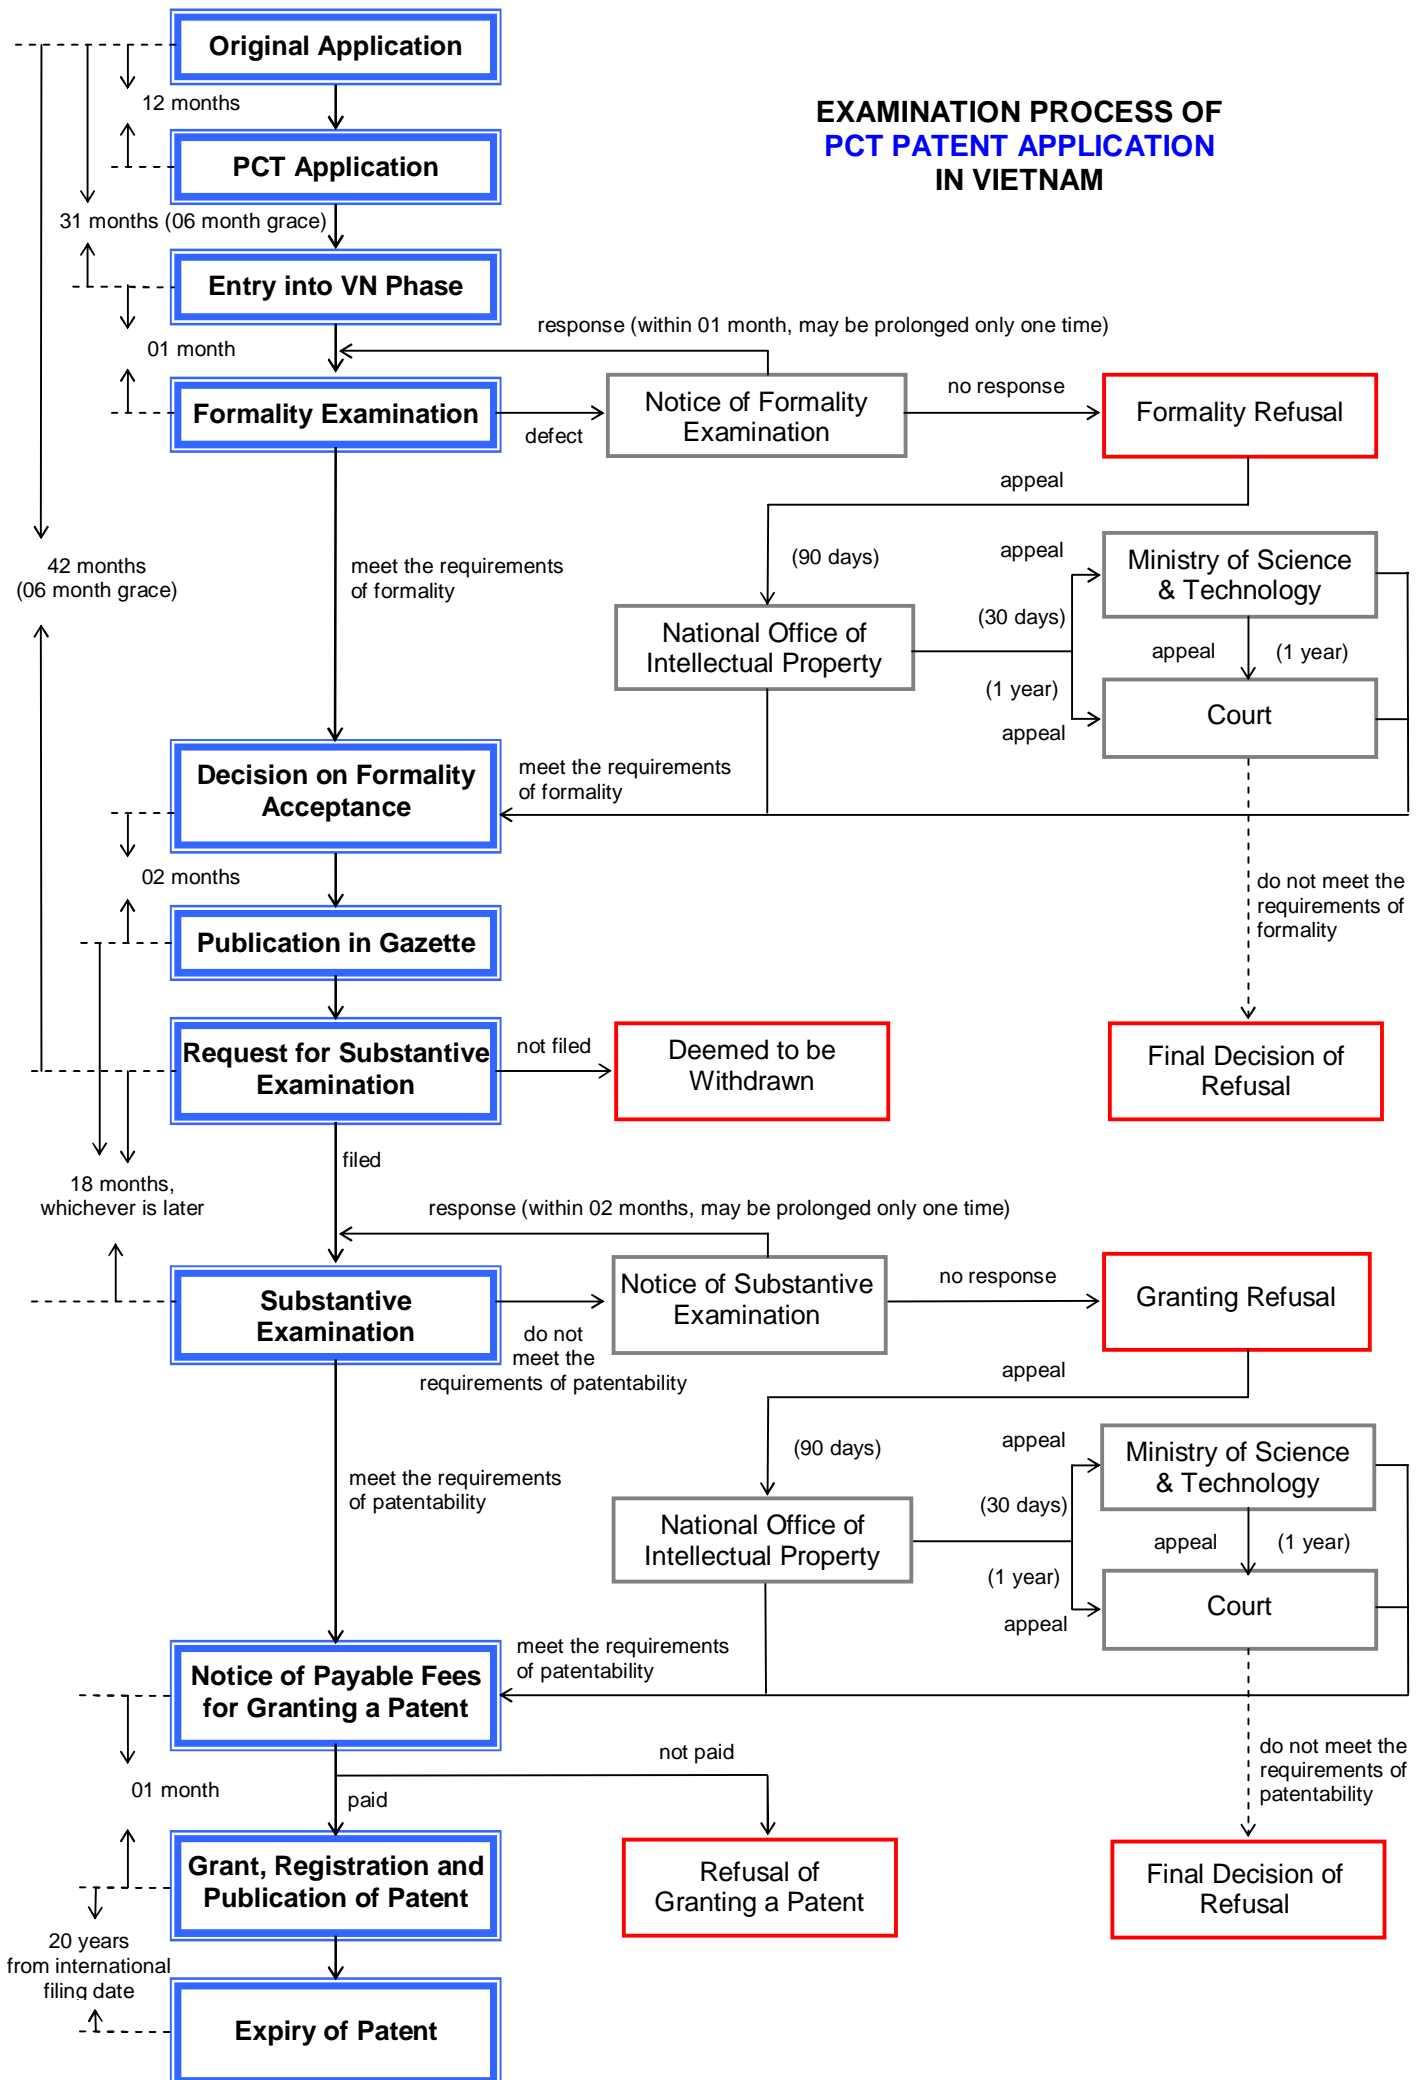 Original Application
12 months
EXAMINATION PROCESS OF
PCT PATENT APPLICATION
IN VIETNAM
PCT Application
31 months (06 month grace)
Entry into VN Phase
01 month
response (within 01 month, may be prolonged only one time)
Formality Examination
defect
Notice of Formality
Examination
no response
Formality Refusal
appeal
(90 days)
42 months
(06 month grace)
meet the requirements
of formality
National Office of
Intellectual Property
appeal
(30 days)
(1 year)
appeal
Ministry of Science
& Technology
appeal
(1 year)
Court
Decision on Formality
Acceptance
meet the requirements
of formality
02 months
do not meet the
requirements of
formality
Publication in Gazette
Request for Substantive
Examination
not filed
Deemed to be
Withdrawn
Final Decision of
Refusal
filed
18 months,
whichever is later
response (within 02 months, may be prolonged only one time)
Substantive
Examination
do not
meet the
requirements of patentability
Notice of Substantive
Examination
no response
Granting Refusal
appeal
(90 days)
meet the requirements
of patentability
National Office of
Intellectual Property
appeal
(30 days)
(1 year)
appeal
Ministry of Science
& Technology
appeal
(1 year)
Court
meet the requirements
of patentability
Notice of Payable Fees
for Granting a Patent
not paid
do not meet the
requirements of
patentability
01 month
paid
Grant, Registration and
Publication of Patent
Refusal of
Granting a Patent
Final Decision of
Refusal
20 years
from international
filing date
Expiry of Patent